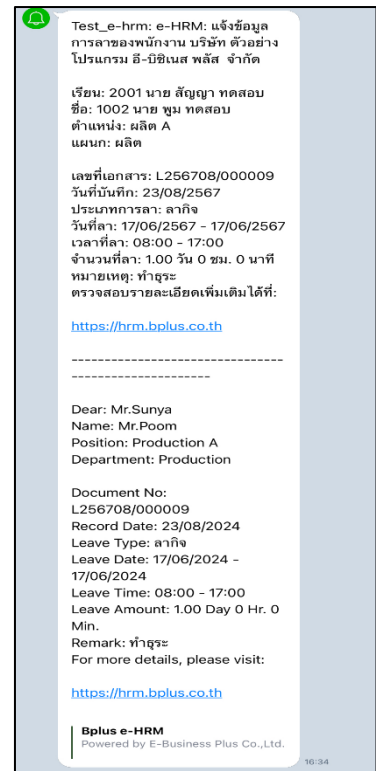 Test_e-hrm: e-HRM: แจ้งข้อมูล
การลาของพนักงาน บริษัท ตัวอย่าง
โปรแกรม อี-บิซิเนส พลัส จำกัด
เรียน: 2001 นาย สัญญา ทดสอบ
ชื่อ: 1002 นาย พูม ทดสอบ
ตำแหน่ง: ผลิต A
แผนก: ผลิต
เลขที่เอกสาร: L256708/000009
วันที่บันทึก: 23/08/2567
ประเภทการลา: ลากิจ
วันที่ลา: 17/06/2567 - 17/06/2567
เวลาที่ลา: 08:00 - 17:00
จำนวนที่ลา: 1.00 วัน 0 ชม. 0 นาที
หมายเหตุ: ทำธุระ
ตรวจสอบรายละเอียดเพิ่มเติมได้ที่:
https://hrm.bplus.co.th
--------------------------------
---------------------
Dear: Mr.Sunya
Name: Mr.Poom
Position: Production A
Department: Production
Document No:
L256708/000009
Record Date: 23/08/2024
Leave Type: ลากิจ
Leave Date: 17/06/2024 -
17/06/2024
Leave Time: 08:00 - 17:00
Leave Amount: 1.00 Day 0 Hr. 0
Min.
Remark: ทำธุระ
For more details, please visit:
https://hrm.bplus.co.th
Bplus e-HRM
Powered by E-Business Plus Co.,Ltd.
16:34